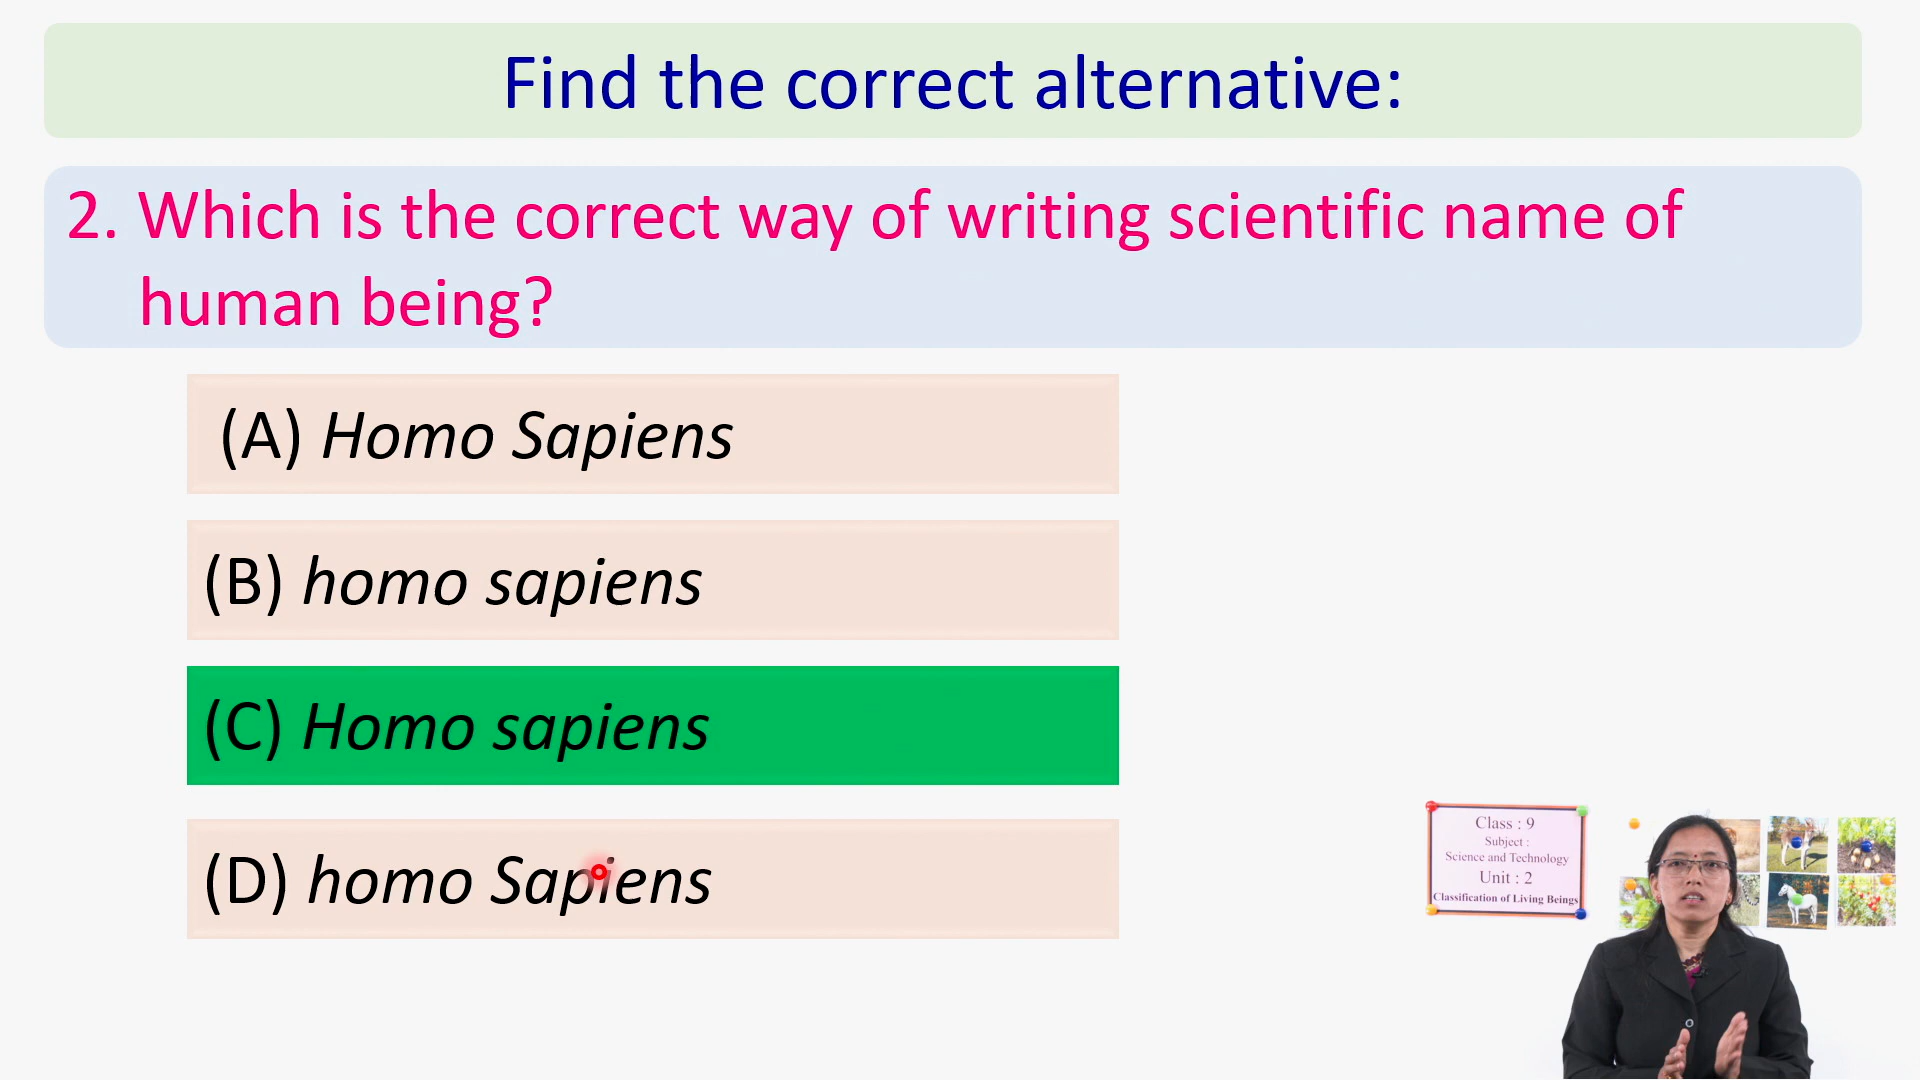 Find the correct alternative:
2. Which is the correct way of writing scientific name of
human being?
(A) Homo Sapiens
(B) homo sapiens
(C) Homo sapiens
(D) homo Sapiens
Class : 9
Subject :
Science and Technology
Unit : 2
Classification of Living Beings